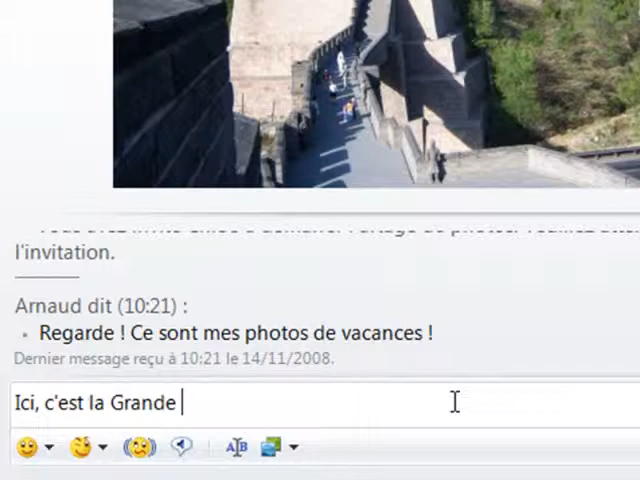 l'invitation.
Arnaud dit (10:21) :
Regarde ! Ce sont mes photos de vacances !
Dernier message reçu à 10:21 le 14/11/2008.
Ici, c'est la Grande